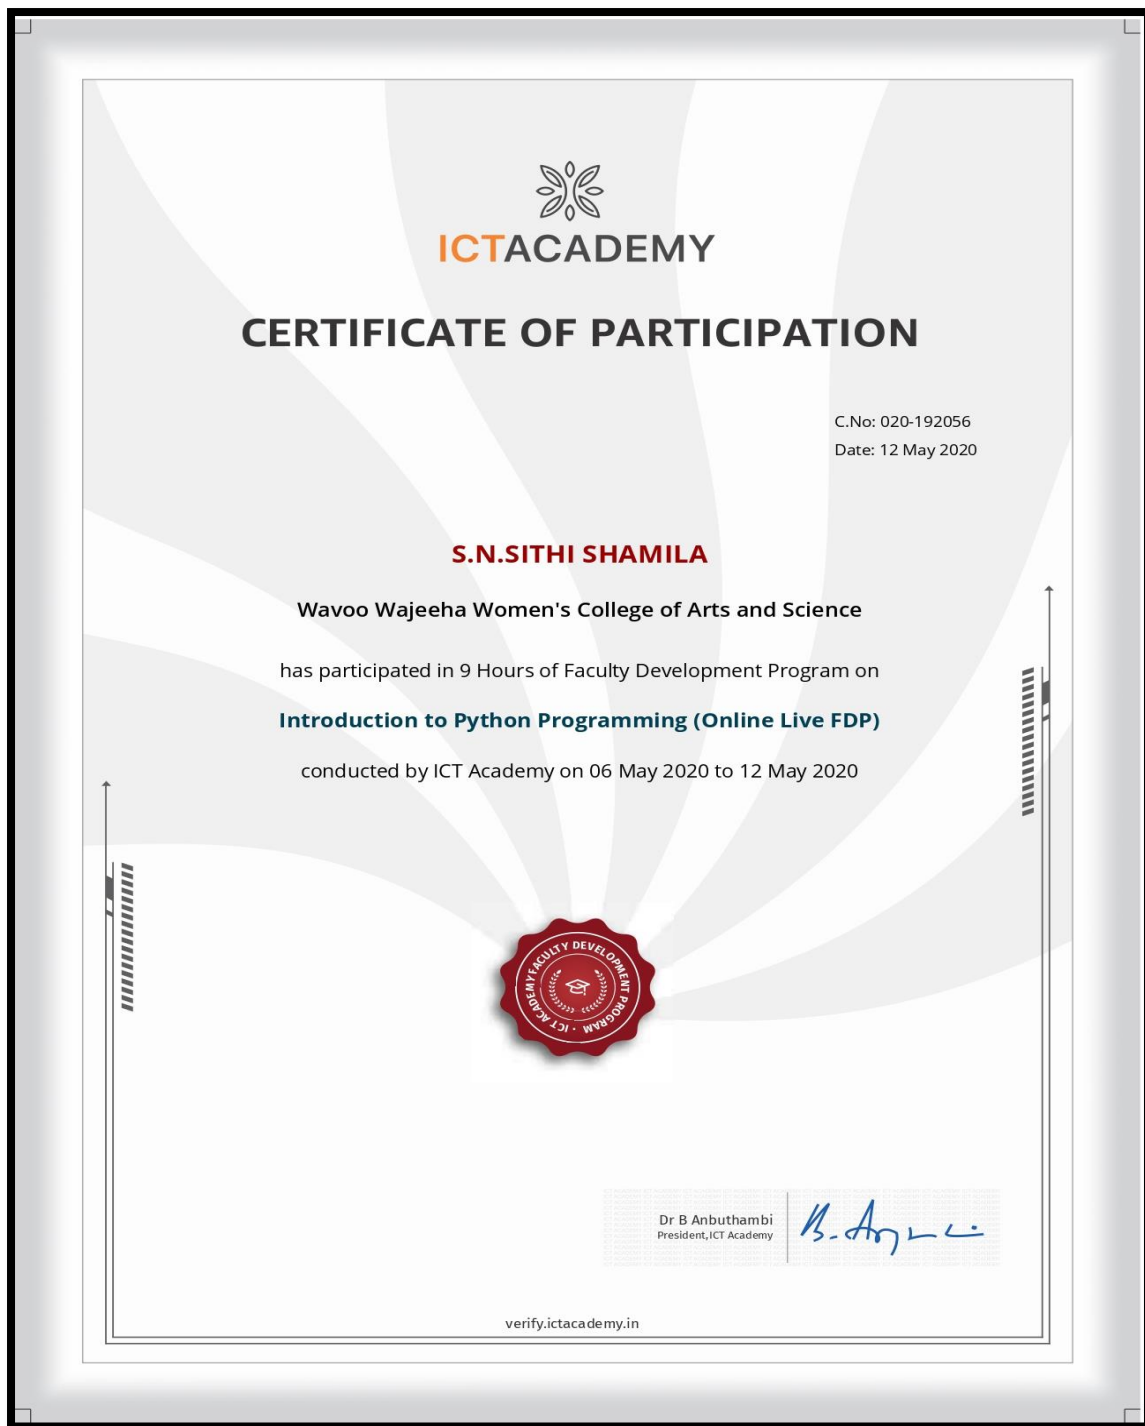 ICTACADEMY
CERTIFICATE OF PARTICIPATION
C.No: 020-192056
Date: 12 May 2020
S.N.SITHI SHAMILA
Wavoo Wajeeha Women's College of Arts and Science
has participated in 9 Hours of Faculty Development Program on
Introduction to Python Programming (Online Live FDP)
conducted by ICT Academy on 06 May 2020 to 12 May 2020
FACULTY DEVELOPMENT PROGRAM · ICT ACADEMY
Dr B Anbuthambi
President,ICT Academy
verify.ictacademy.in